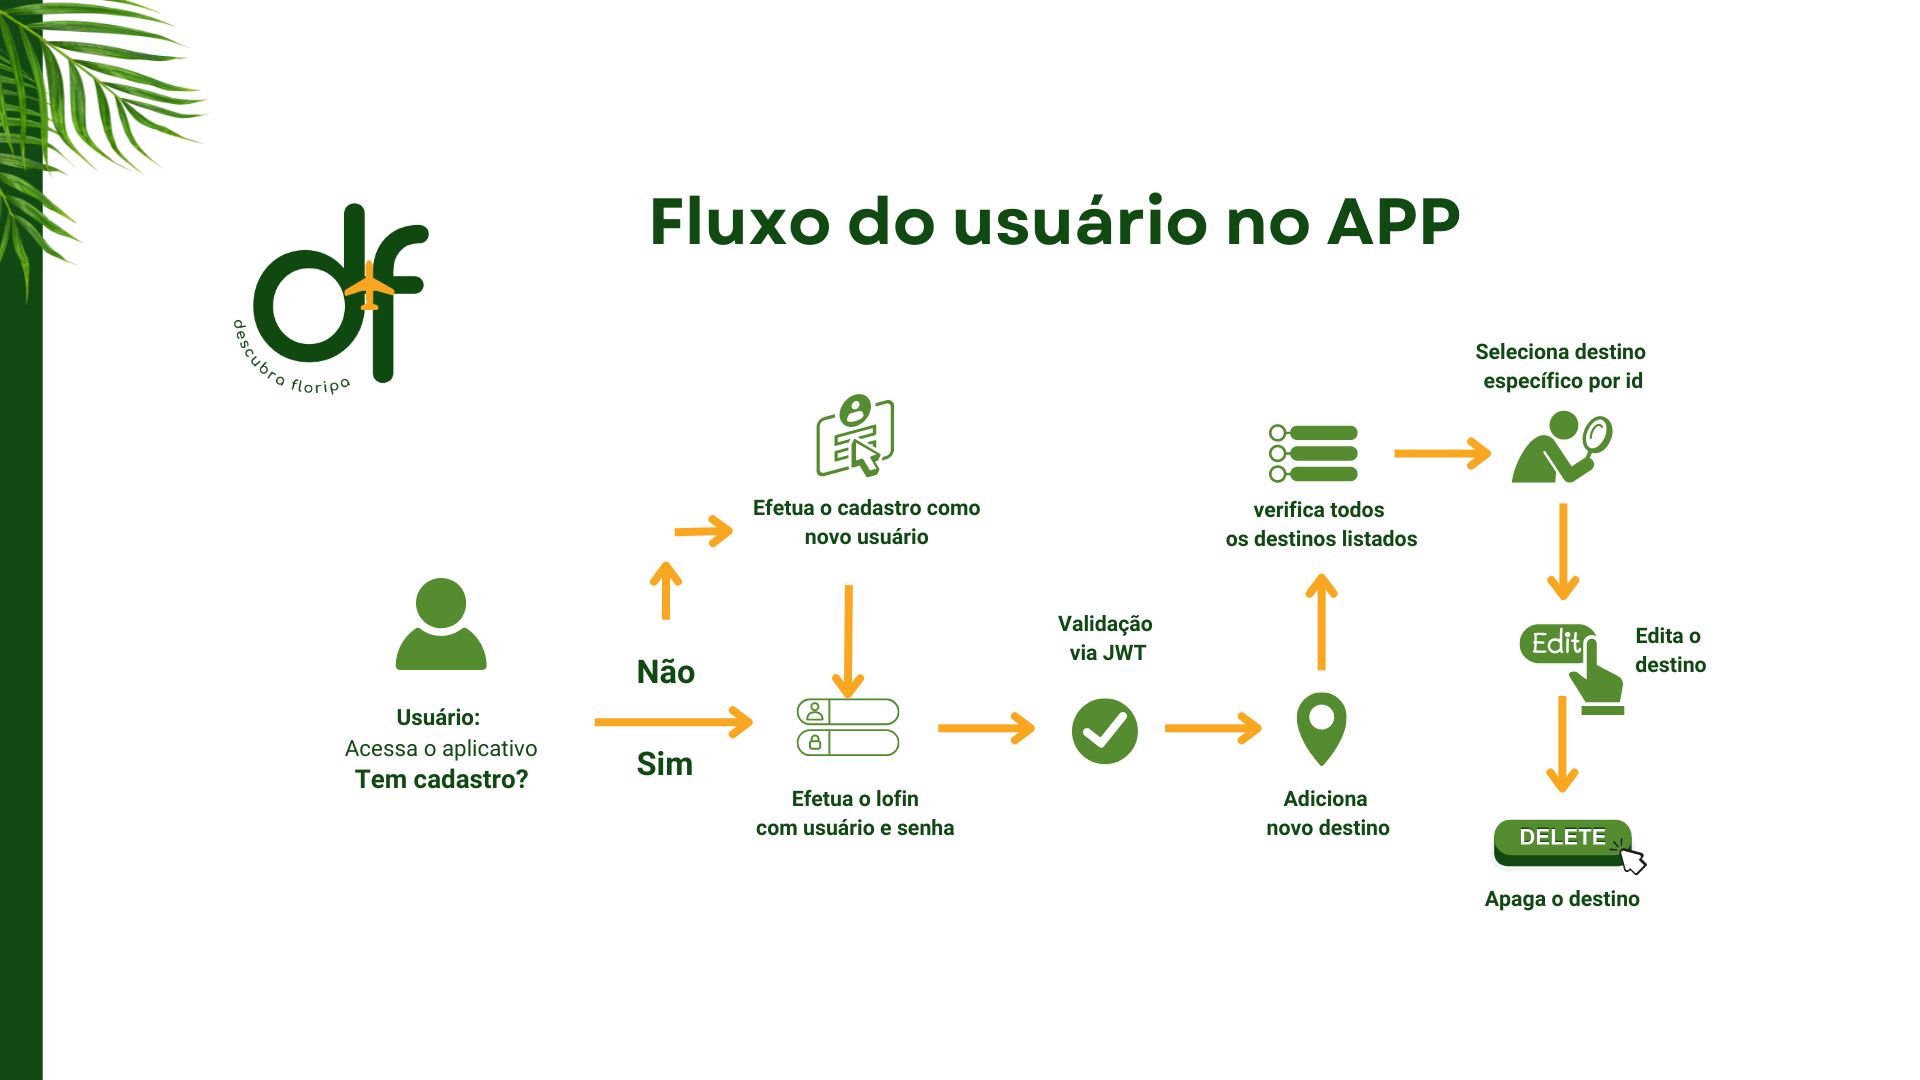 Fluxo do usuário no APP
df
descubra floripa
Usuário:
Acessa o aplicativo
Tem cadastro?
Não
Sim
Efetua o cadastro como
novo usuário
Efetua o lofin
com usuário e senha
Validação
via JWT
Adiciona
novo destino
verifica todos
os destinos listados
Seleciona destino
específico por id
Edit
Edita o
destino
DELETE
Apaga o destino